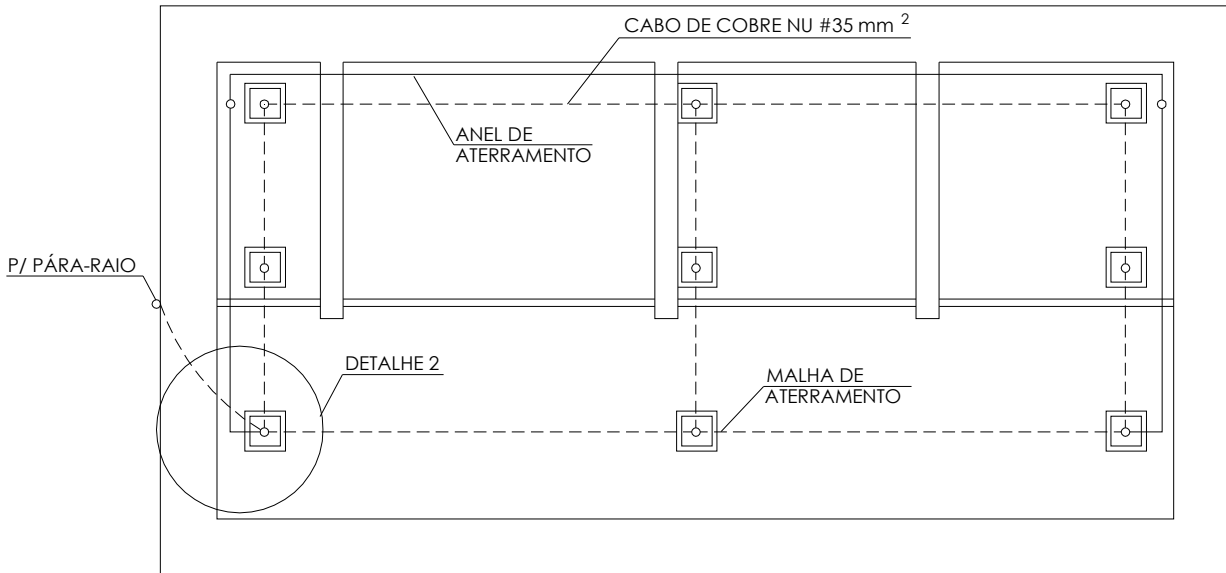 CABO DE COBRE NU #35 mm ²
ANEL DE
ATERRAMENTO
P/ PÁRA-RAIO
DETALHE 2
MALHA DE
ATERRAMENTO